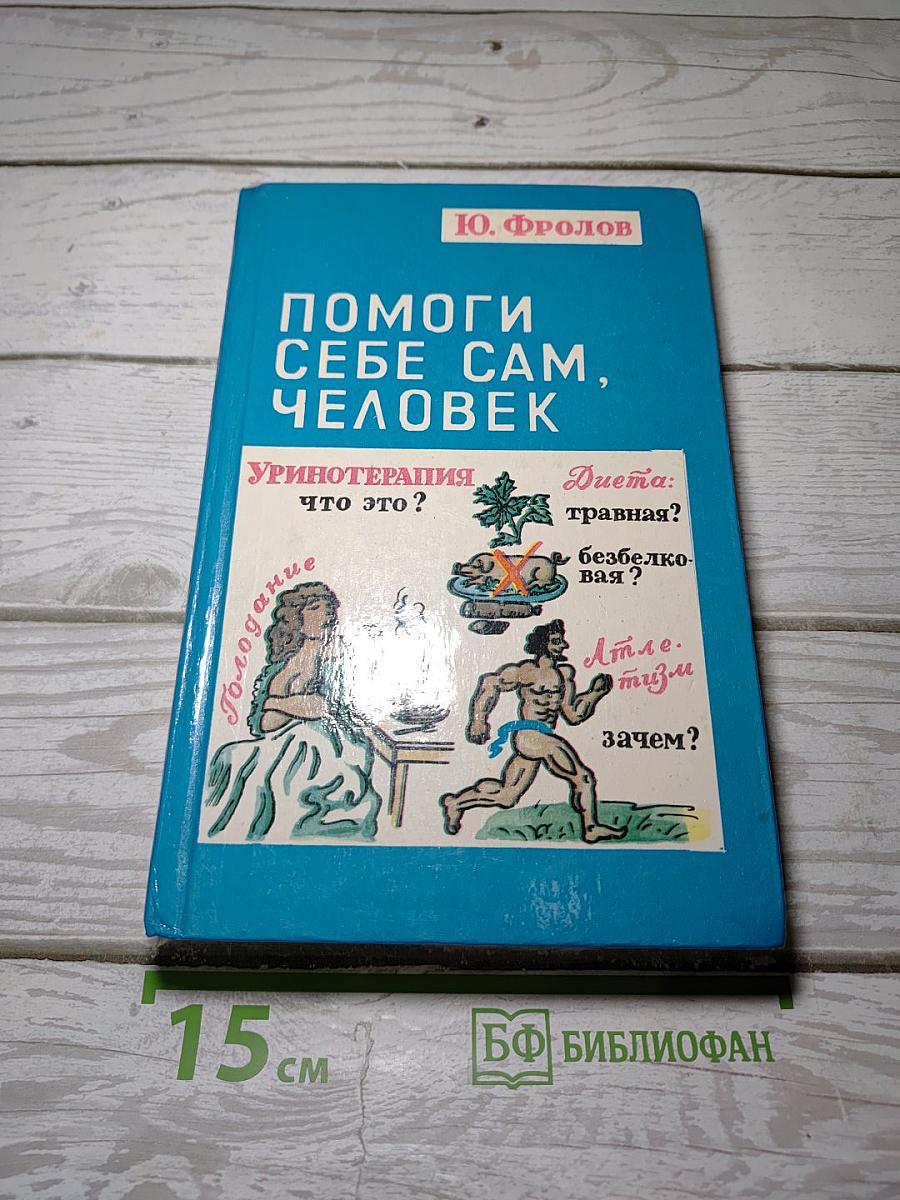 Ю. Фролов
ПОМОГИ
СЕБЕ САМ,
ЧЕЛОВЕК
УРИНОТЕРАПИЯ
что это?
Диета:
травная?
безбелко-
вая?
Голодание
Атле-
тизм
зачем?
15 см
БФ БИБЛИОФАН